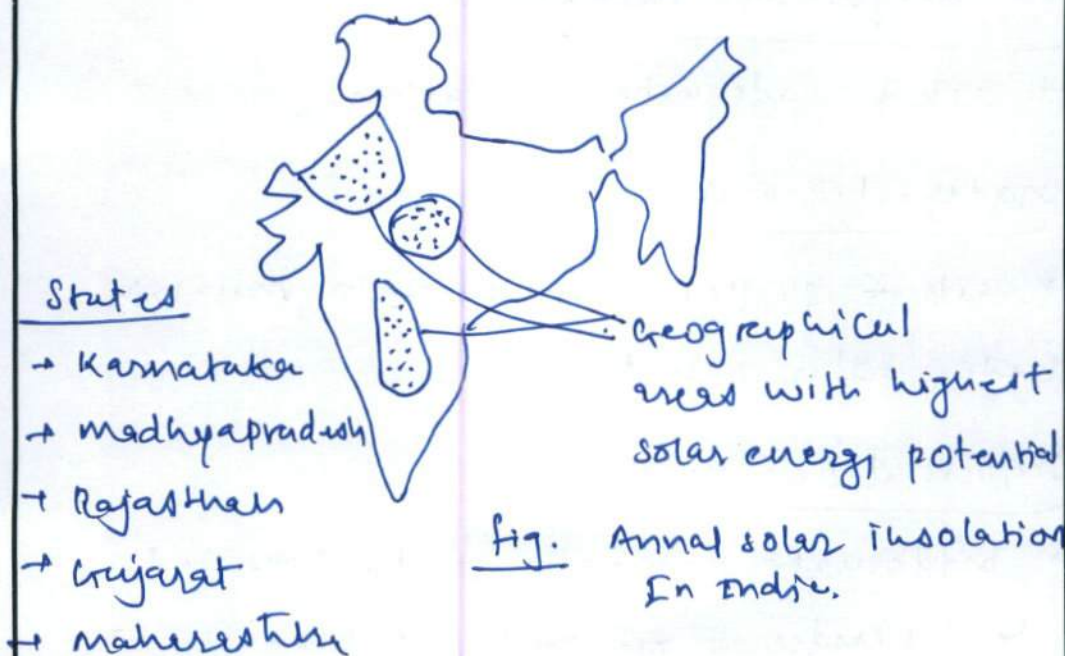 States
→ Karnataka
→ Madhyapradesh
→ Rajasthan
→ Gujarat
→ Maharashtra
Geographical
areas with highest
solar energy potential
fig. Annal solar insolation
In India.